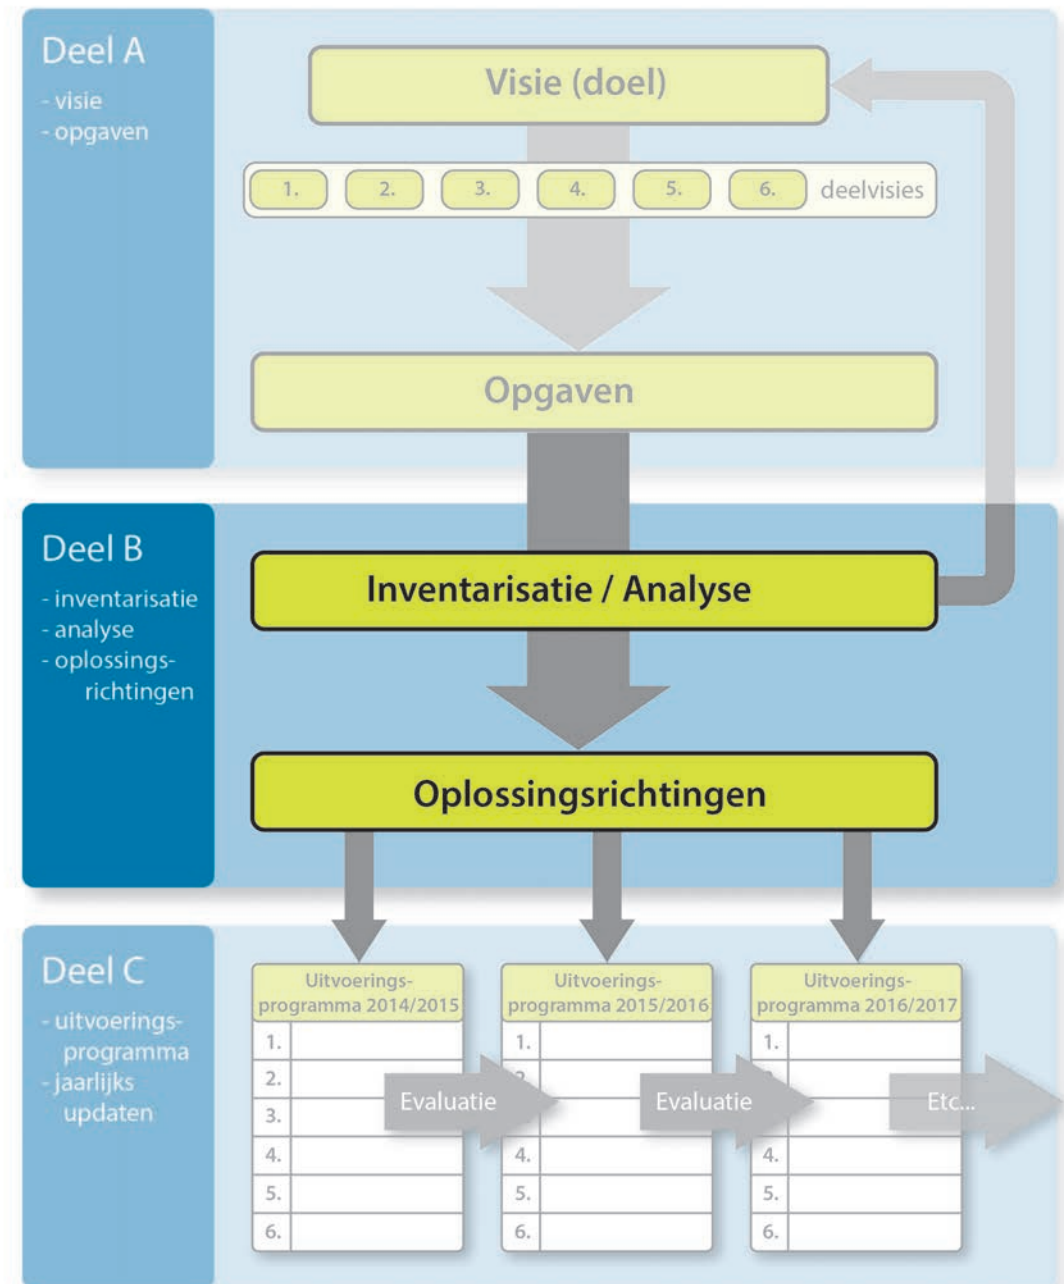 Deel A
- visie
- opgaven
Visie (doel)
1. 2. 3. 4. 5. 6. deelvisies
Opgaven
Deel B
- inventarisatie
- analyse
- oplossings-
richtingen
Inventarisatie / Analyse
Oplossingsrichtingen
Deel C
- uitvoerings-
programma
- jaarlijks
updaten
Uitvoerings-
programma 2014/2015
1.
2.
3.
4.
5.
6.
Evaluatie
Uitvoerings-
programma 2015/2016
1.
2.
4.
5.
6.
Evaluatie
Uitvoerings-
programma 2016/2017
1.
2.
4.
5.
6.
Etc...